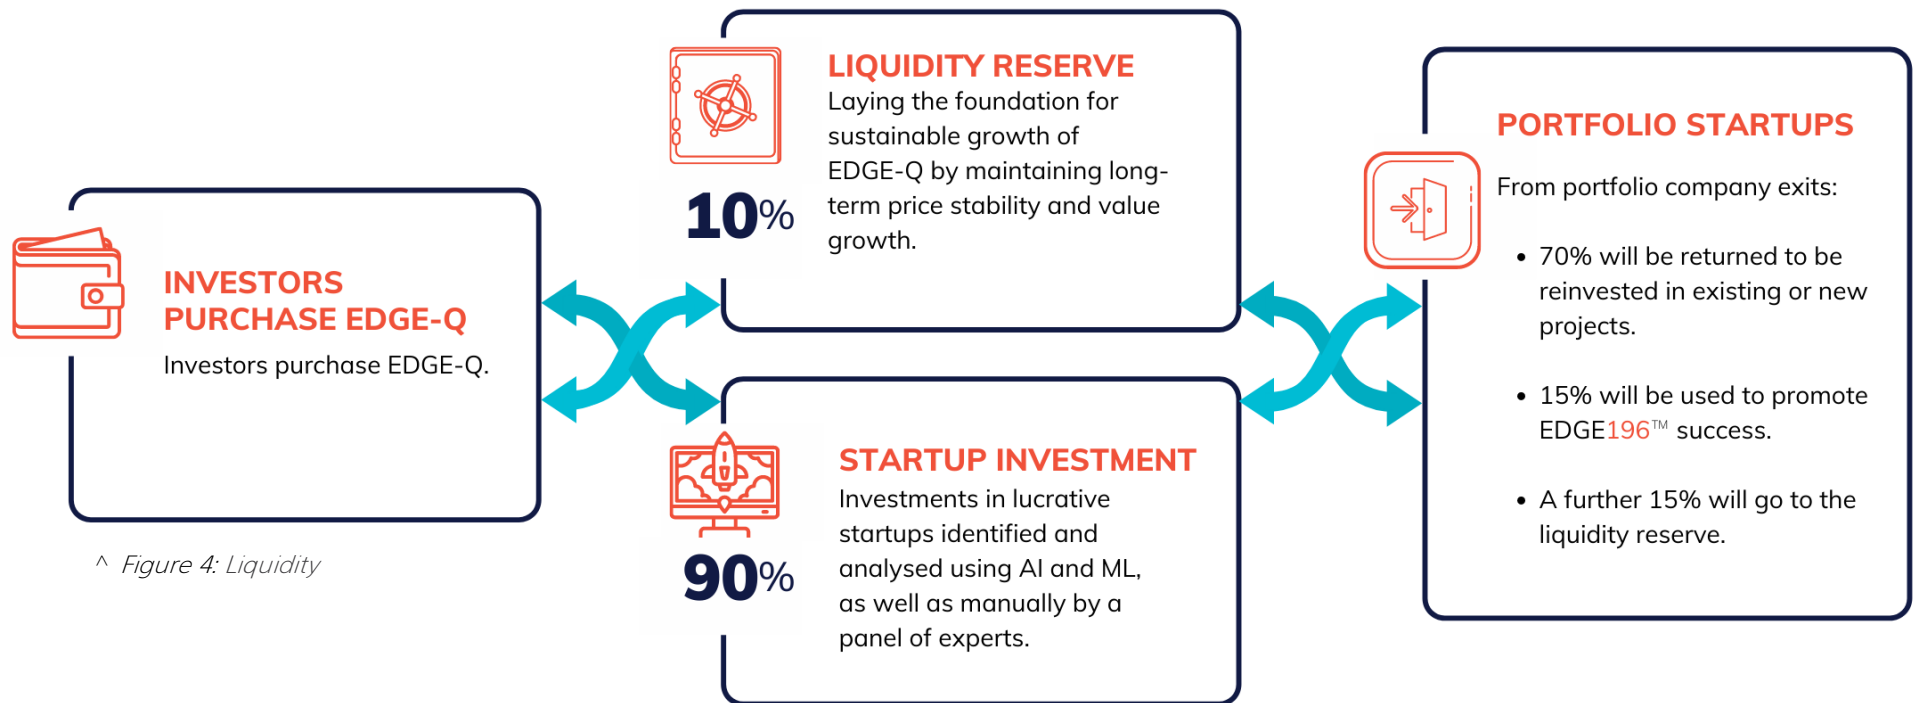 INVESTORS
PURCHASE EDGE-Q
Investors purchase EDGE-Q.
^ Figure 4: Liquidity
LIQUIDITY RESERVE
Laying the foundation for
sustainable growth of
EDGE-Q by maintaining long-
term price stability and value
growth.
10%
STARTUP INVESTMENT
Investments in lucrative
startups identified and
analysed using AI and ML,
as well as manually by a
panel of experts.
90%
PORTFOLIO STARTUPS
From portfolio company exits:
• 70% will be returned to be
reinvested in existing or new
projects.
• 15% will be used to promote
EDGE196™ success.
• A further 15% will go to the
liquidity reserve.